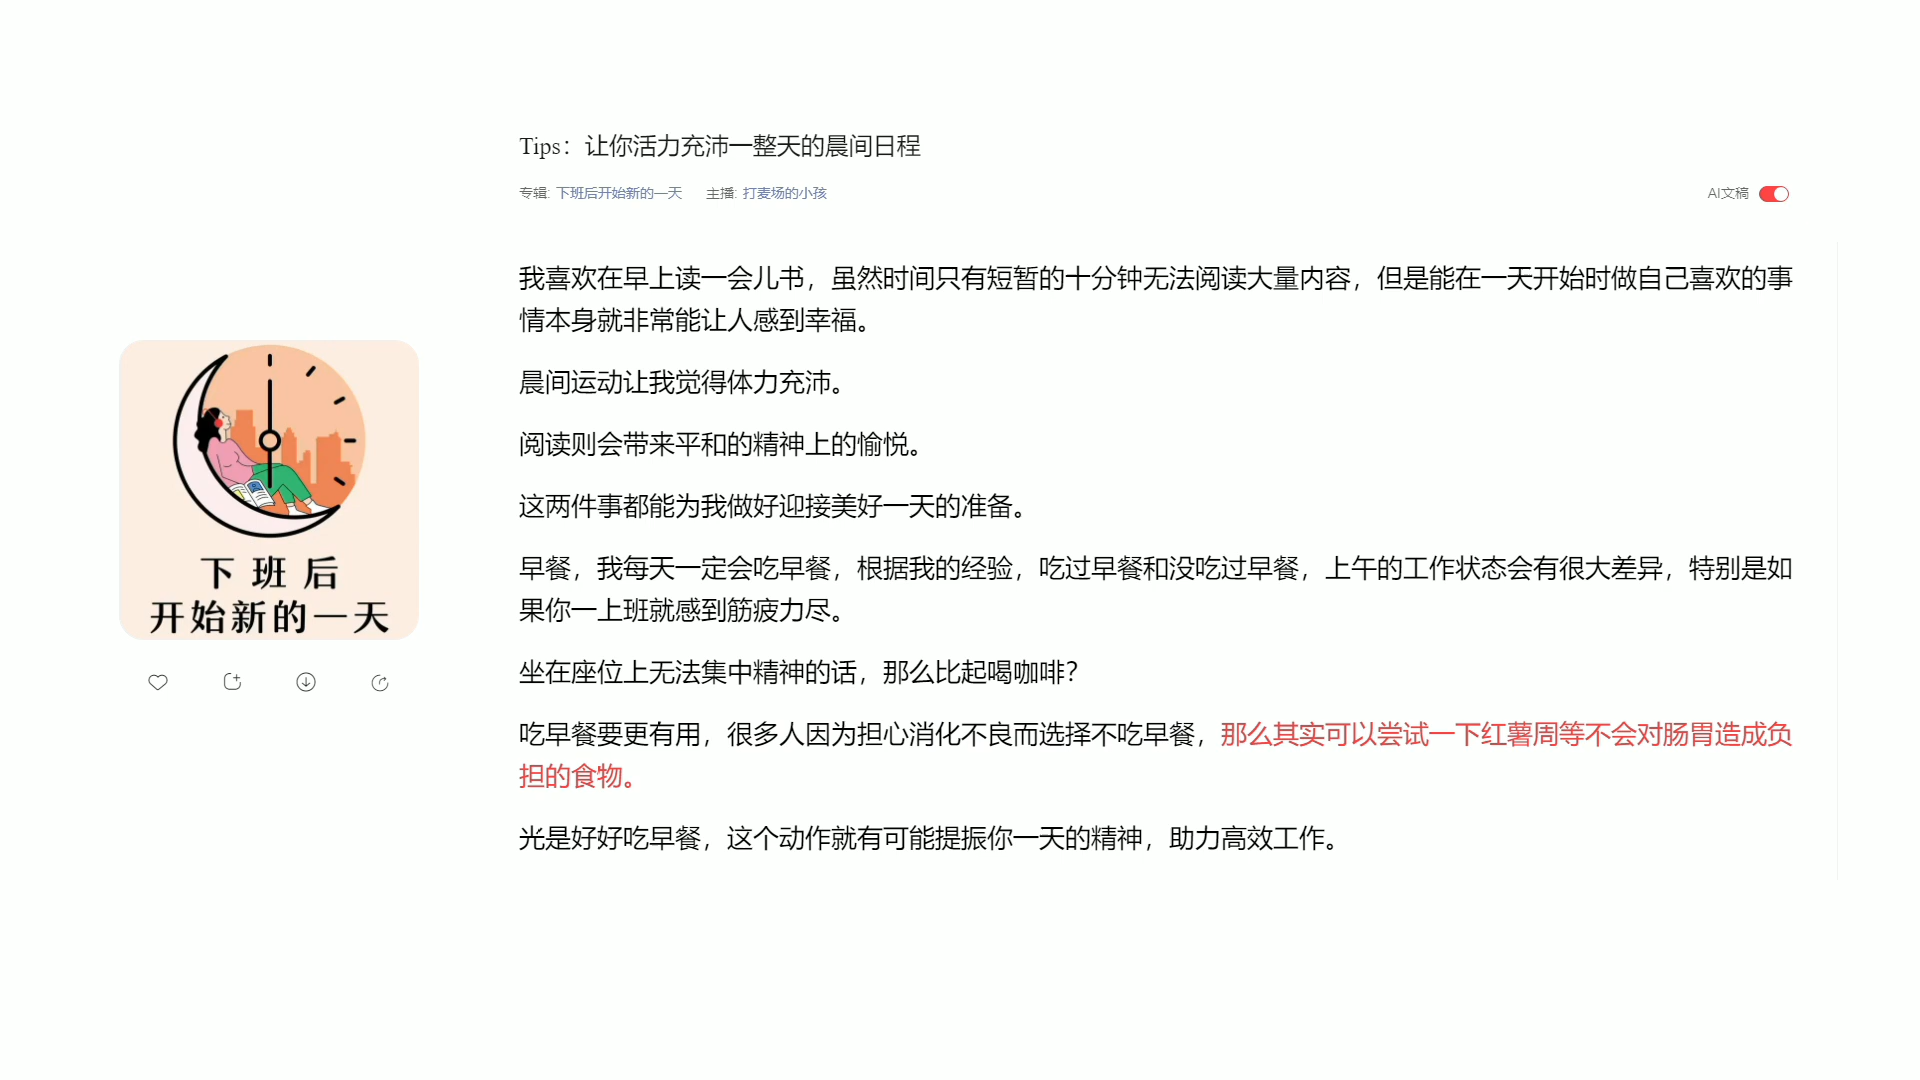 Tips：让你活力充沛一整天的晨间日程
专辑: 下班后开始新的一天 主播: 打麦场的小孩
AI文稿
我喜欢在早上读一会儿书，虽然时间只有短暂的十分钟无法阅读大量内容，但是能在一天开始时做自己喜欢的事
情本身就非常能让人感到幸福。
晨间运动让我觉得体力充沛。
阅读则会带来平和的精神上的愉悦。
这两件事都能为我做好迎接美好一天的准备。
早餐，我每天一定会吃早餐，根据我的经验，吃过早餐和没吃过早餐，上午的工作状态会有很大差异，特别是如
果你一上班就感到筋疲力尽。
坐在座位上无法集中精神的话，那么比起喝咖啡？
吃早餐要更有用，很多人因为担心消化不良而选择不吃早餐，那么其实可以尝试一下红薯周等不会对肠胃造成负
担的食物。
光是好好吃早餐，这个动作就有可能提振你一天的精神，助力高效工作。
下班后
开始新的一天